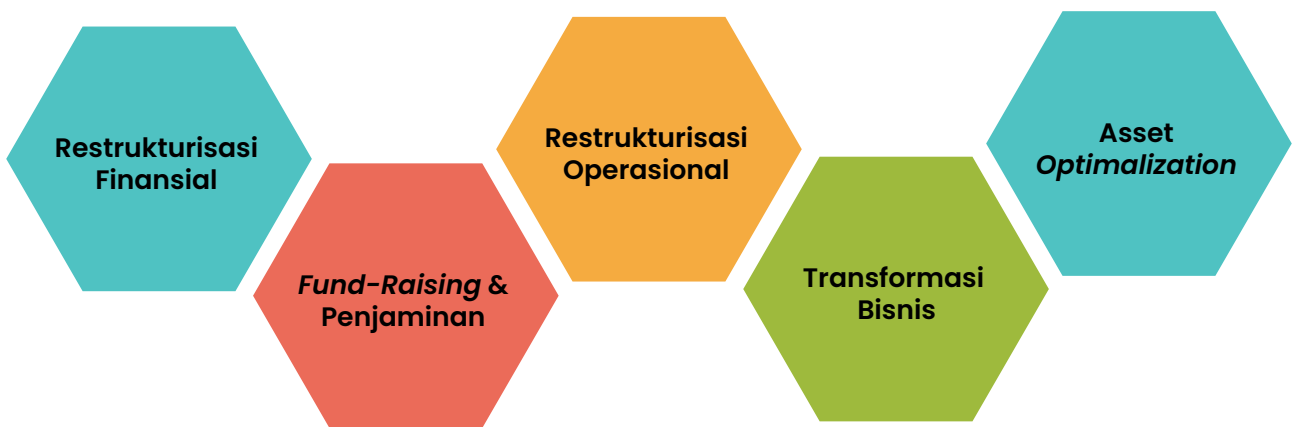 Restrukturisasi
Finansial
Fund-Raising &
Penjaminan
Restrukturisasi
Operasional
Transformasi
Bisnis
Asset
Optimalization